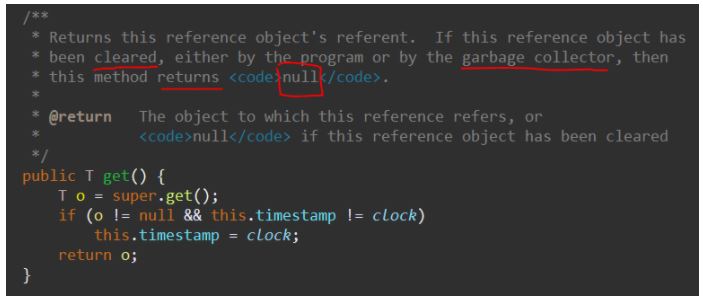 /**
 * Returns this reference object's referent.  If this reference object has
 * been cleared, either by the program or by the garbage collector, then
 * this method returns <code>null</code>.
 *
 * @return   The object to which this reference refers, or
 *           <code>null</code> if this reference object has been cleared
 */
public T get() {
    T o = super.get();
    if (o != null && this.timestamp != clock)
        this.timestamp = clock;
    return o;
}